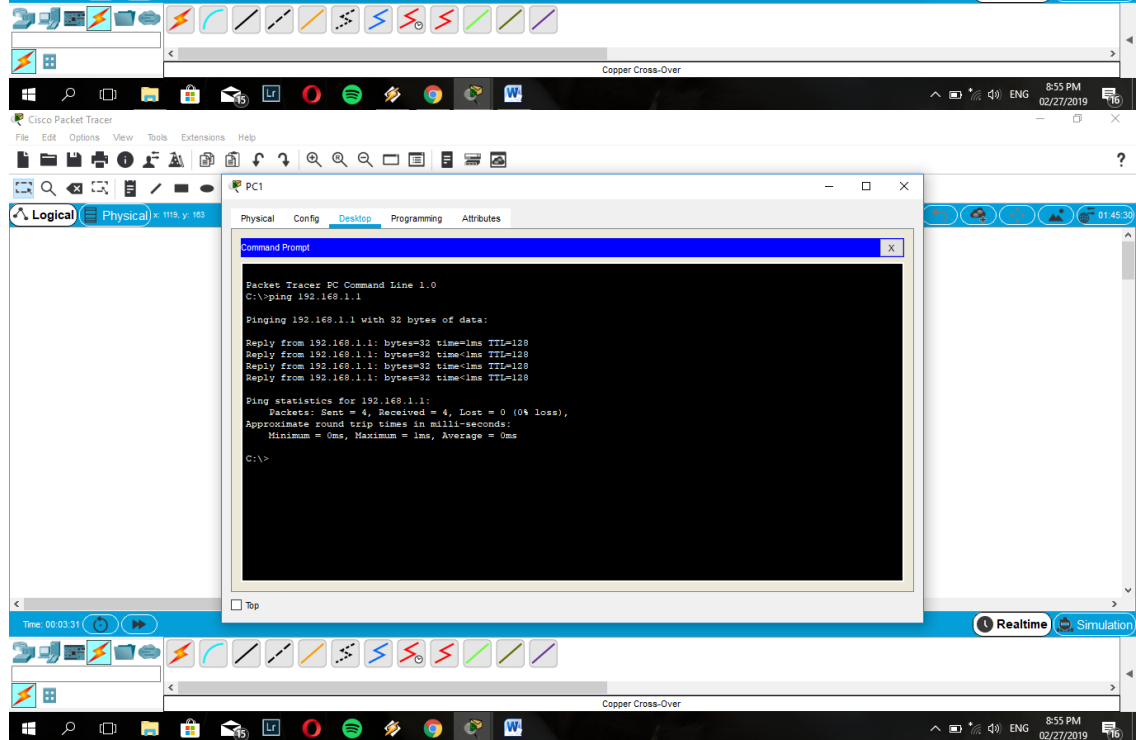 Copper Cross-Over
15
Lr
W
ENG
8:55 PM
02/27/2019
16
Cisco Packet Tracer
File Edit Options View Tools Extensions Help
?
PC1
Logical
Physical
x: 1119, y: 163
01:45:30
Physical Config Desktop Programming Attributes
Command Prompt
X
Packet Tracer PC Command Line 1.0
C:\>ping 192.168.1.1
Pinging 192.168.1.1 with 32 bytes of data:
Reply from 192.168.1.1: bytes=32 time=1ms TTL=128
Reply from 192.168.1.1: bytes=32 time<1ms TTL=128
Reply from 192.168.1.1: bytes=32 time<1ms TTL=128
Reply from 192.168.1.1: bytes=32 time<1ms TTL=128
Ping statistics for 192.168.1.1:
Packets: Sent = 4, Received = 4, Lost = 0 (0% loss),
Approximate round trip times in milli-seconds:
Minimum = 0ms, Maximum = 1ms, Average = 0ms
C:\>
Top
Time: 00:03:31
Realtime
Simulation
Copper Cross-Over
15
Lr
W
ENG
8:55 PM
02/27/2019
16